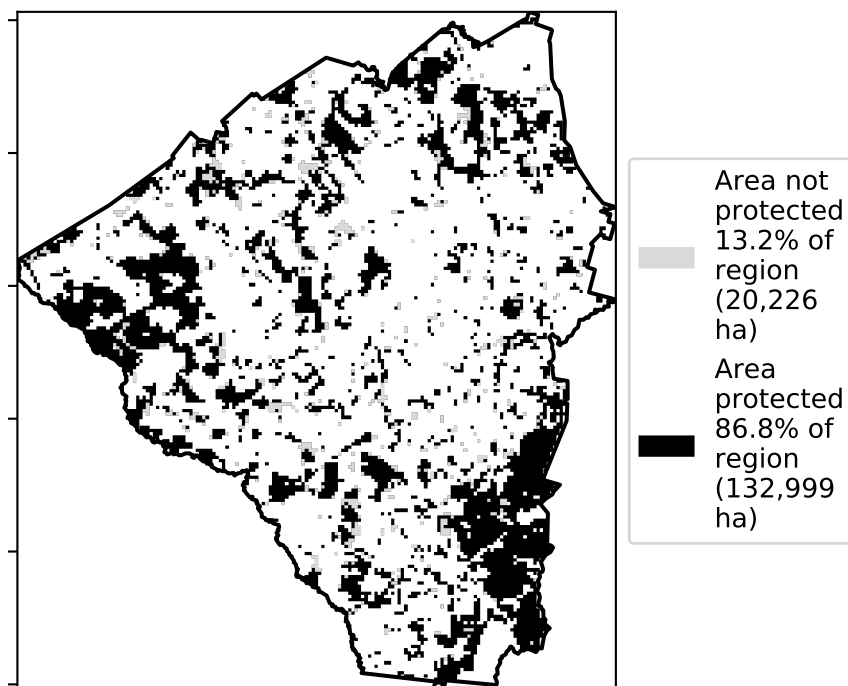 Area not
protected
13.2% of
region
(20,226
ha)
Area
protected
86.8% of
region
(132,999
ha)